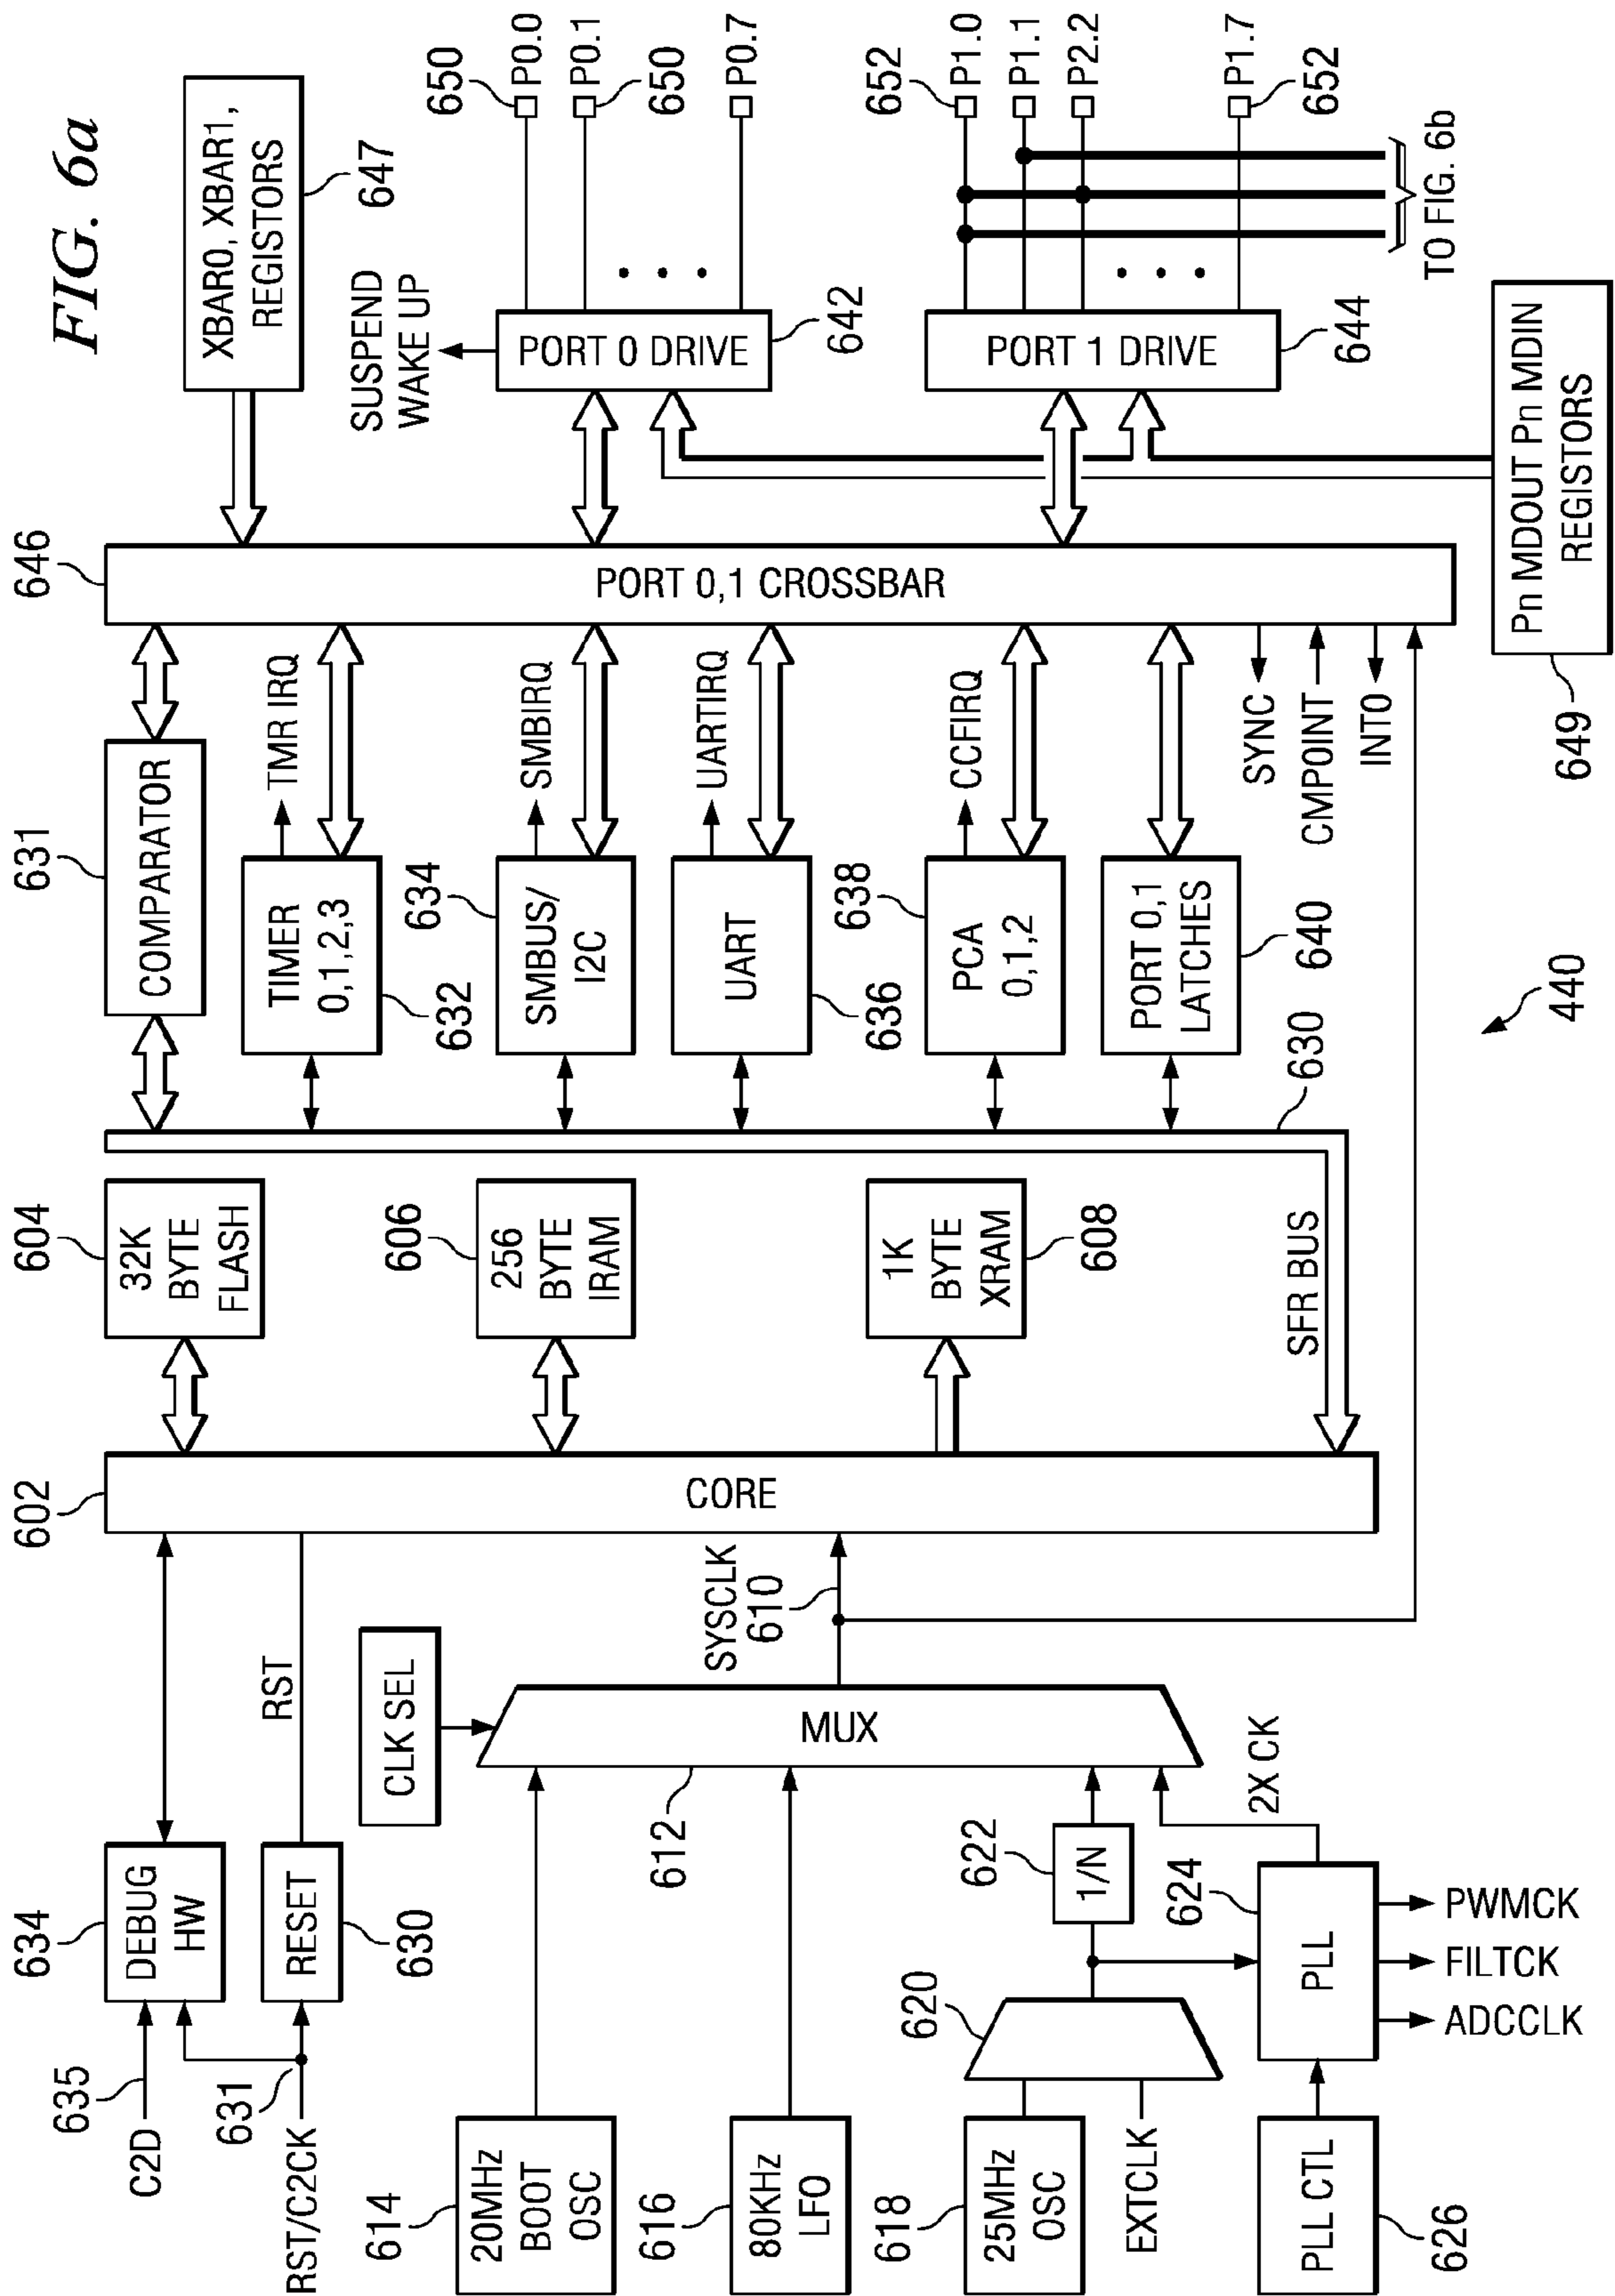 FIG. 6a
634
DEBUG
HW
635
C2D
631
RST/C2CK
RESET
630
RST
602
CORE
604
32K
BYTE
FLASH
606
256
BYTE
IRAM
1K
BYTE
XRAM
608
SFR BUS
630
CLK SEL
MUX
612
SYSCLK
610
614
20MHz
BOOT
OSC
616
80KHz
LFO
618
25MHz
OSC
EXTCLK
620
622
1/N
624
PLL
2X CK
PWMCK
FILTCK
ADCCLK
PLL CTL
626
631
COMPARATOR
TIMER
0,1,2,3
632
TMR IRQ
634
SMBUS/
I2C
SMBIRQ
UART
636
UARTIRQ
638
PCA
0,1,2
CCFIRQ
PORT 0,1
LATCHES
640
440
646
PORT 0,1 CROSSBAR
SYNC
CMPOINT
INT0
XBAR0, XBAR1,
REGISTORS
647
SUSPEND
WAKE UP
PORT 0 DRIVE
642
650
P0.0
P0.1
650
P0.7
PORT 1 DRIVE
644
652
P1.0
P1.1
P2.2
P1.7
652
TO FIG. 6b
Pn MDOUT Pn MDIN
REGISTORS
649